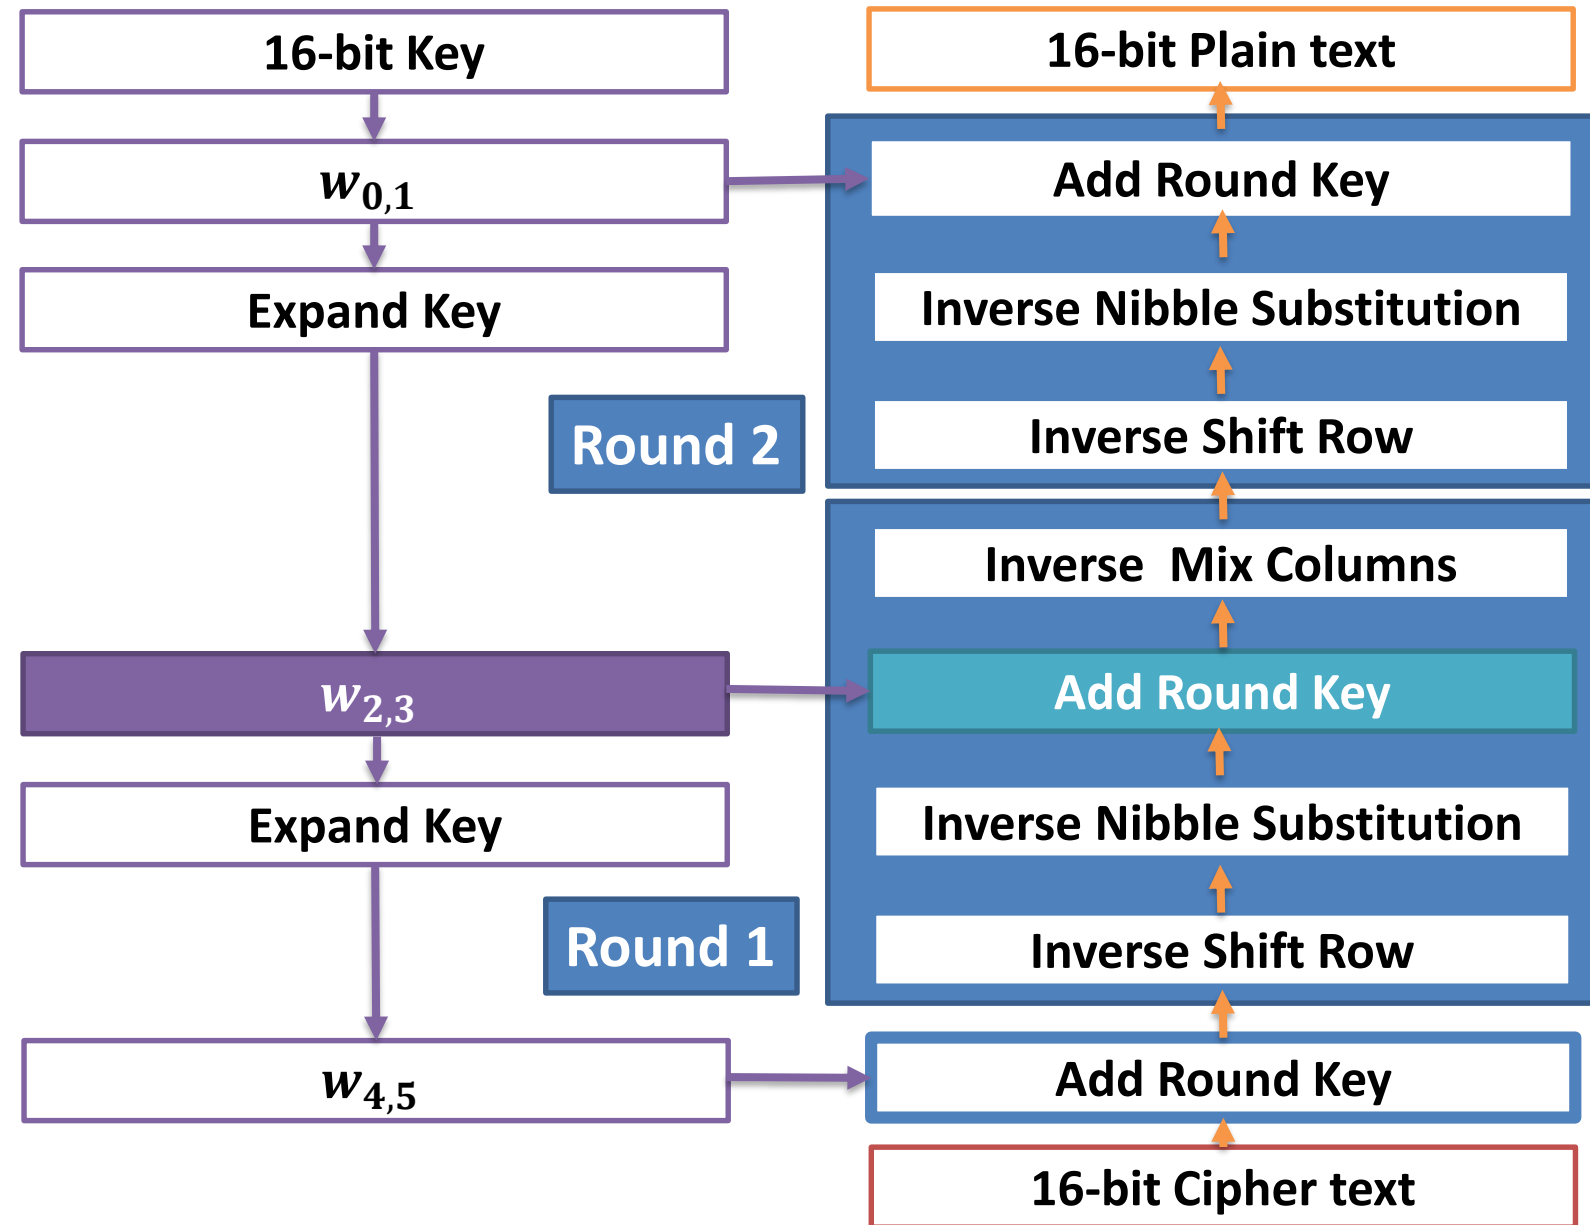 16-bit Key
16-bit Plain text
w0,1
Add Round Key
Expand Key
Inverse Nibble Substitution
Round 2
Inverse Shift Row
Inverse  Mix Columns
w2,3
Add Round Key
Expand Key
Inverse Nibble Substitution
Round 1
Inverse Shift Row
w4,5
Add Round Key
16-bit Cipher text